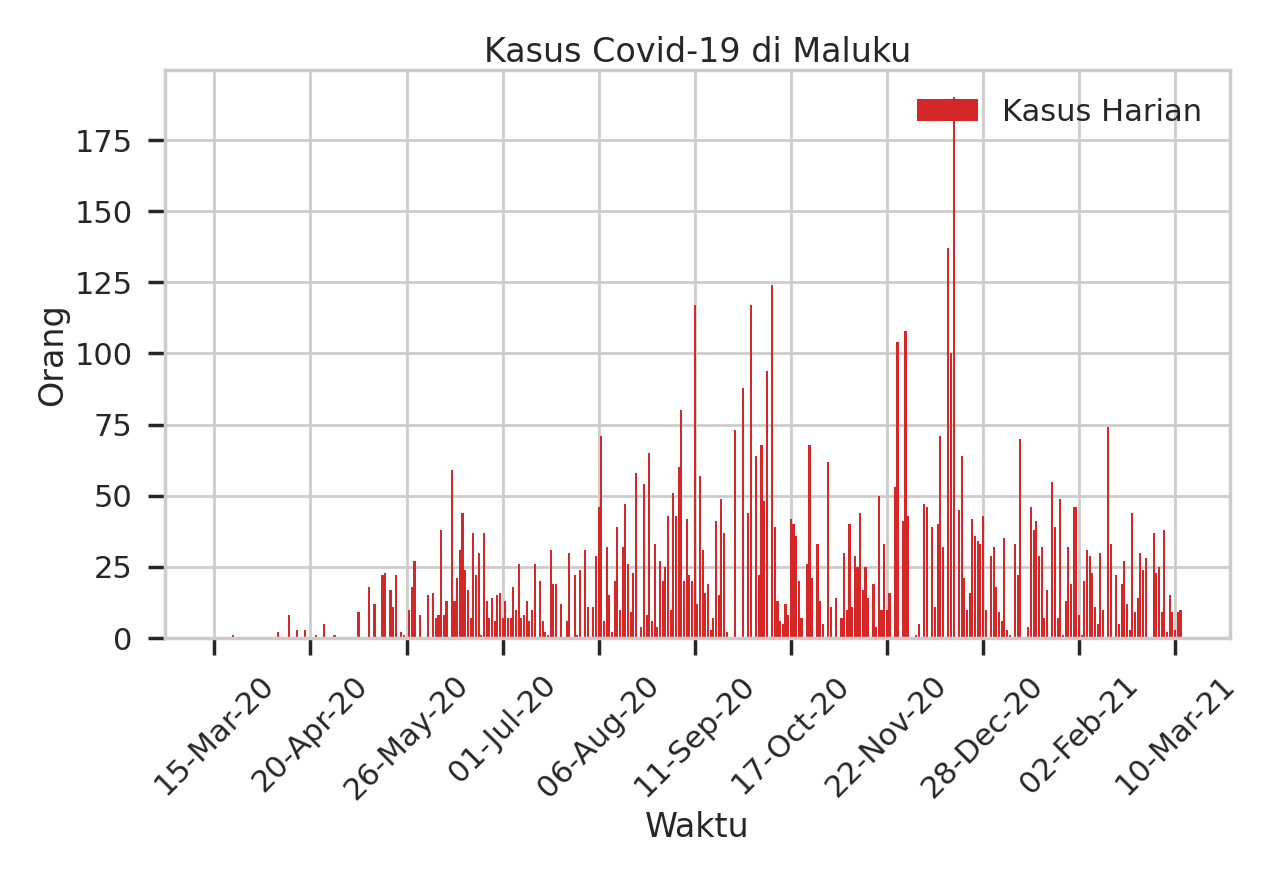 Kasus Covid-19 di Maluku
Kasus Harian
175
150
125
100
75
50
25
0
Orang
15-Mar-20
20-Apr-20
26-May-20
01-Jul-20
06-Aug-20
11-Sep-20
17-Oct-20
22-Nov-20
28-Dec-20
02-Feb-21
10-Mar-21
Waktu